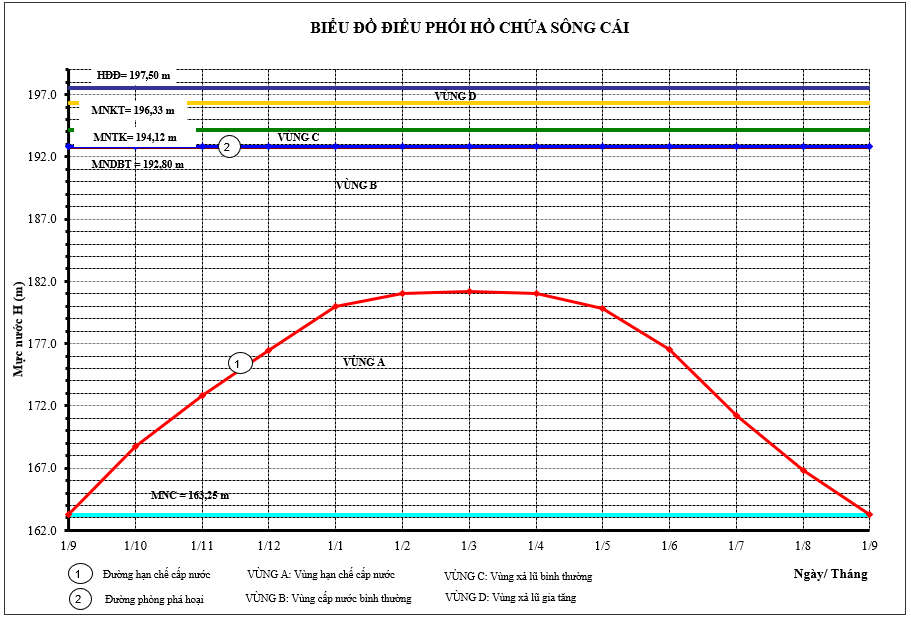 BIỂU ĐỒ ĐIỀU PHỐI HỒ CHỨA SÔNG CÁI
HĐĐ= 197,50 m
197.0
VÙNG D
MNKT= 196,33 m
MNTK= 194,12 m
VÙNG C
2
192.0
MNDBT = 192,80 m
VÙNG B
187.0
182.0
Mực nước H (m)
177.0
1
VÙNG A
172.0
167.0
MNC = 163,25 m
162.0
1/9 1/10 1/11 1/12 1/1 1/2 1/3 1/4 1/5 1/6 1/7 1/8 1/9
Ngày/ Tháng
1 Đường hạn chế cấp nước VÙNG A: Vùng hạn chế cấp nước VÙNG C: Vùng xả lũ bình thường
2 Đường phòng phá hoại VÙNG B: Vùng cấp nước bình thường VÙNG D: Vùng xả lũ gia tăng